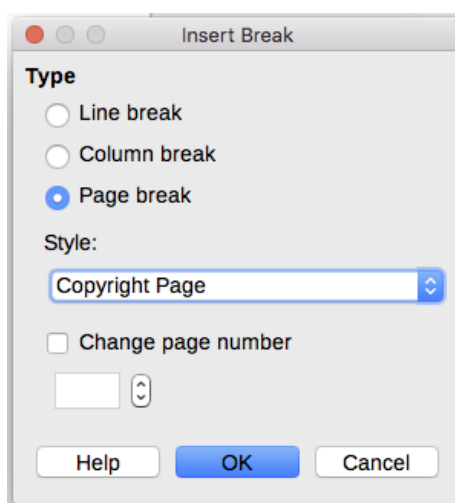 Insert Break
Type
Line break
Column break
Page break
Style:
Copyright Page
Change page number
Help OK Cancel